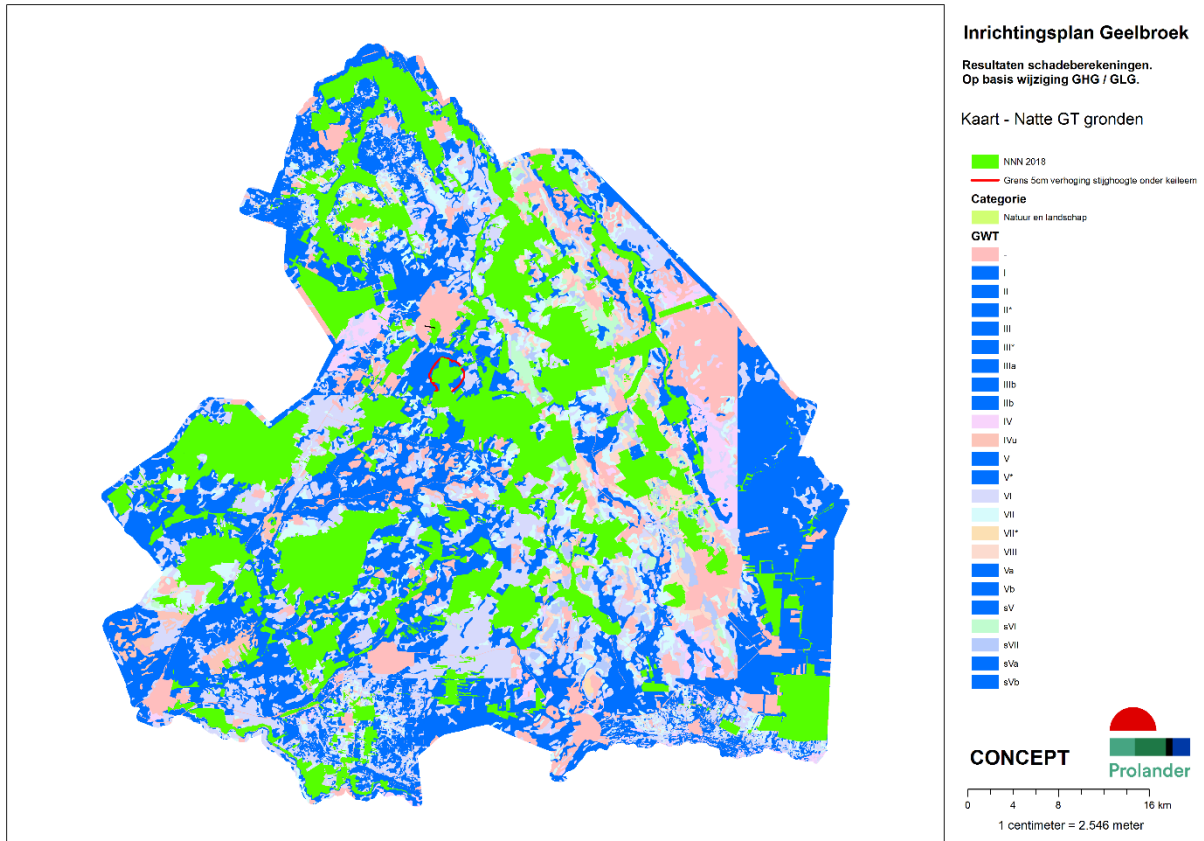 Inrichtingsplan Geelbroek
Resultaten schadeberekeningen.
Op basis wijziging GHG / GLG.
Kaart - Natte GT gronden
NNN 2018
Grens 5cm verhoging stijghoogte onder keileem
Categorie
Natuur en landschap
GWT
-
I
II
II*
III
III*
IIIa
IIIb
IIb
IV
IVu
V
V*
VI
VII
VII*
VIII
Va
Vb
sV
sVI
sVII
sVa
sVb
CONCEPT
Prolander
0 4 8 16 km
1 centimeter = 2.546 meter